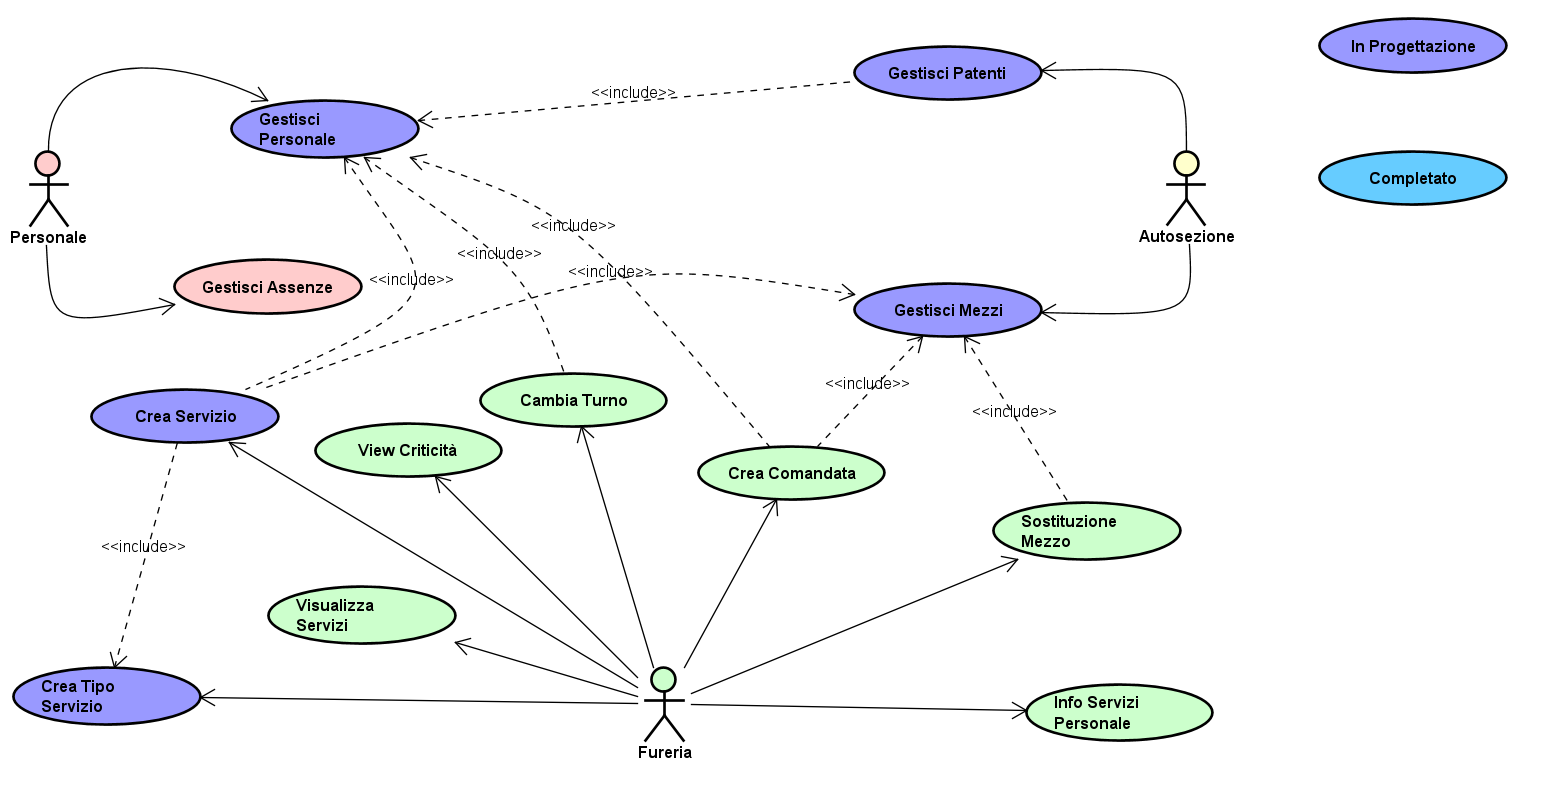 In Progettazione
Gestisci Patenti
<<include>>
Gestisci
Personale
Completato
Personale
Autosezione
<<include>>
<<include>>
<<include>>
<<include>>
Gestisci Assenze
Gestisci Mezzi
<<include>>
Cambia Turno
<<include>>
Crea Servizio
View Criticità
Crea Comandata
Sostituzione
Mezzo
<<include>>
Visualizza
Servizi
Crea Tipo
Servizio
Info Servizi
Personale
Fureria